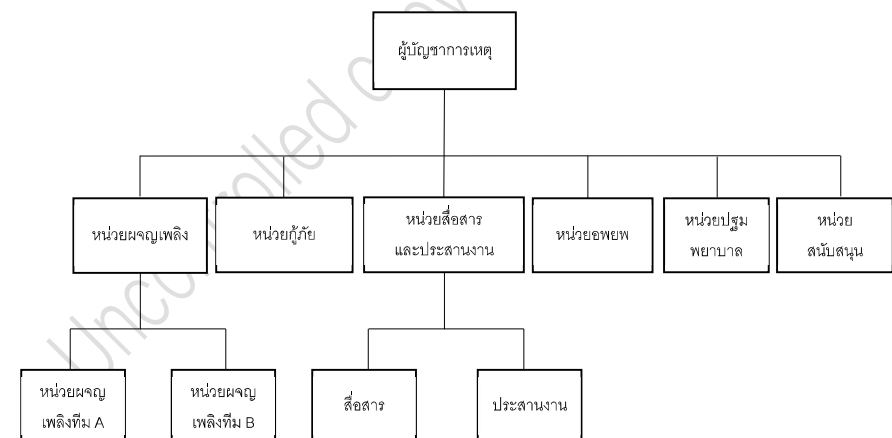 Uncontrolled copy
ผู้บัญชาการเหตุ
หน่วยผจญเพลิง
หน่วยกู้ภัย
หน่วยสื่อสาร
และประสานงาน
หน่วยอพยพ
หน่วยปฐม
พยาบาล
หน่วย
สนับสนุน
หน่วยผจญ
เพลิงทีม A
หน่วยผจญ
เพลิงทีม B
สื่อสาร
ประสานงาน